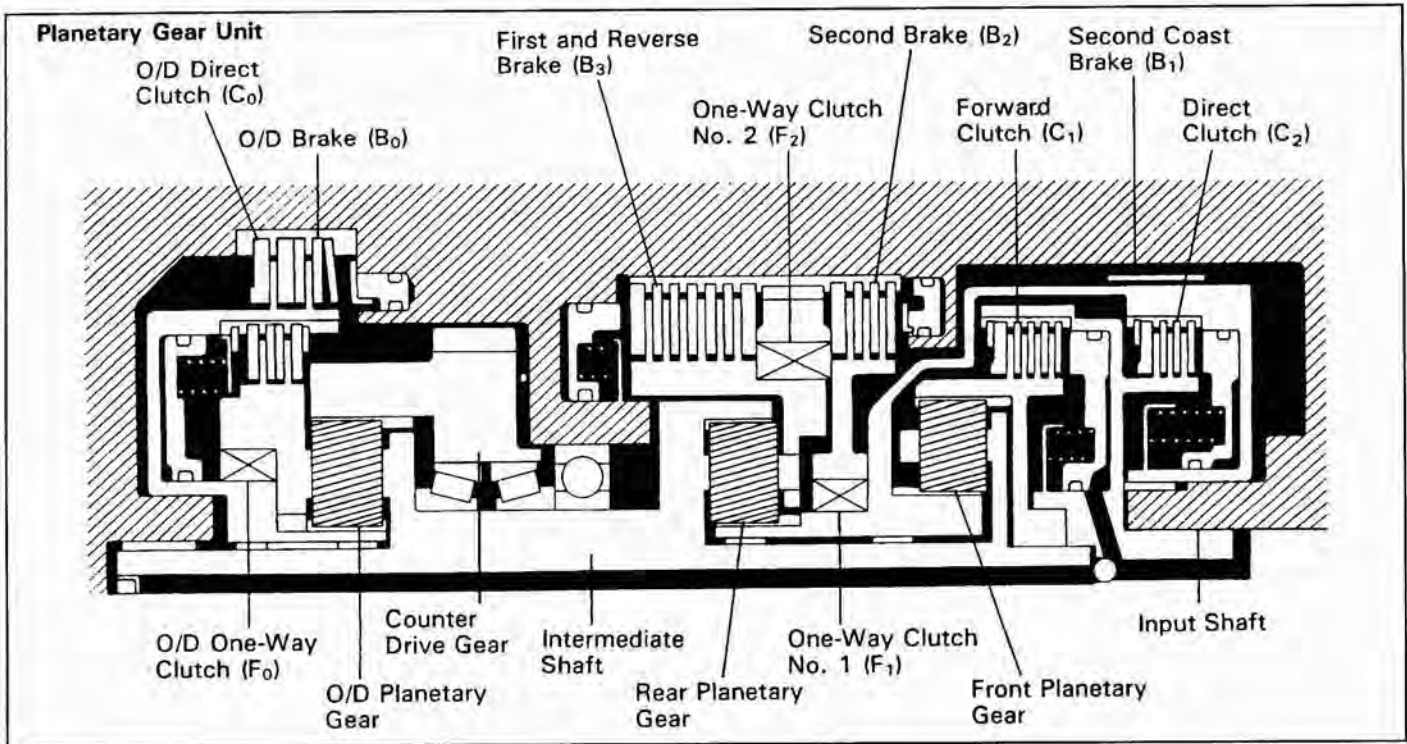 Planetary Gear Unit
O/D Direct
Clutch (C₀)
O/D Brake (B₀)
First and Reverse
Brake (B₃)
One-Way Clutch
No. 2 (F₂)
Second Brake (B₂)
Forward
Clutch (C₁)
Second Coast
Brake (B₁)
Direct
Clutch (C₂)
O/D One-Way
Clutch (F₀)
O/D Planetary
Gear
Counter
Drive Gear
Intermediate
Shaft
Rear Planetary
Gear
One-Way Clutch
No. 1 (F₁)
Front Planetary
Gear
Input Shaft